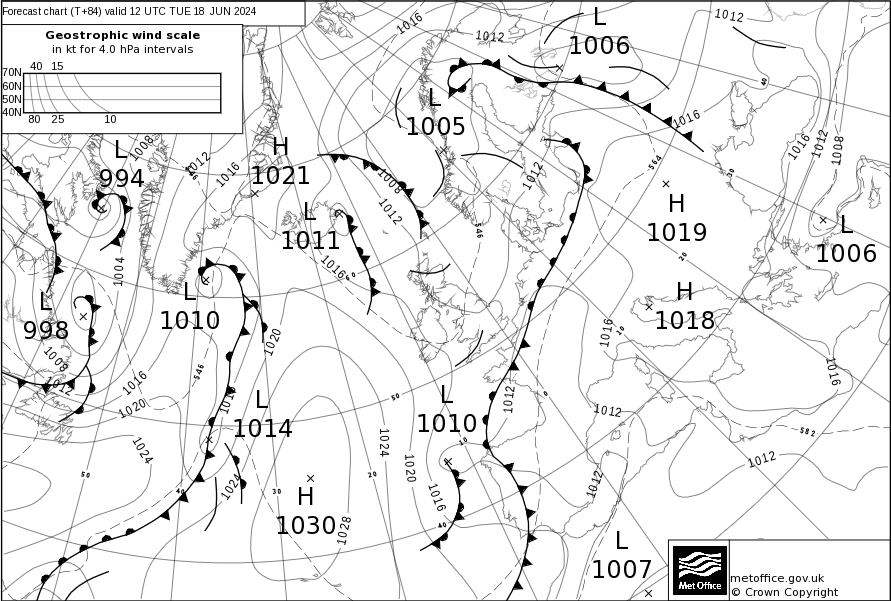 Forecast chart (T+84) valid 12 UTC TUE 18 JUN 2024
Geostrophic wind scale
in kt for 4.0 hPa intervals
40 15
70N
60N
50N
40N
80 25 10
1016
1012
L
1006
1012
40
L
1005
1016
1016
1012
1008
1008
L
994
1012
1016
H
1021
1008
1012
1012
564
30
L
1011
546
H
1019
L
1006
1004
1016
20
L
998
L
1010
H
1018
10
1020
1016
1008
1012
1016
546
1016
1020
1016
L
1014
50
L
1010
1012
0
1012
1016
582
1024
1024
1020
10
1012
50
40
1024
30
20
H
1030
1016
1012
40
1028
L
1007
Met Office
metoffice.gov.uk
© Crown Copyright